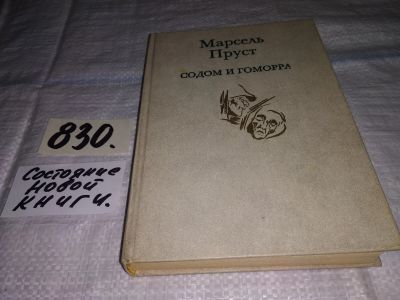 Марсель
Пруст
СОДОМ И ГОМОРРА
830.
Состояние
новой
книги.